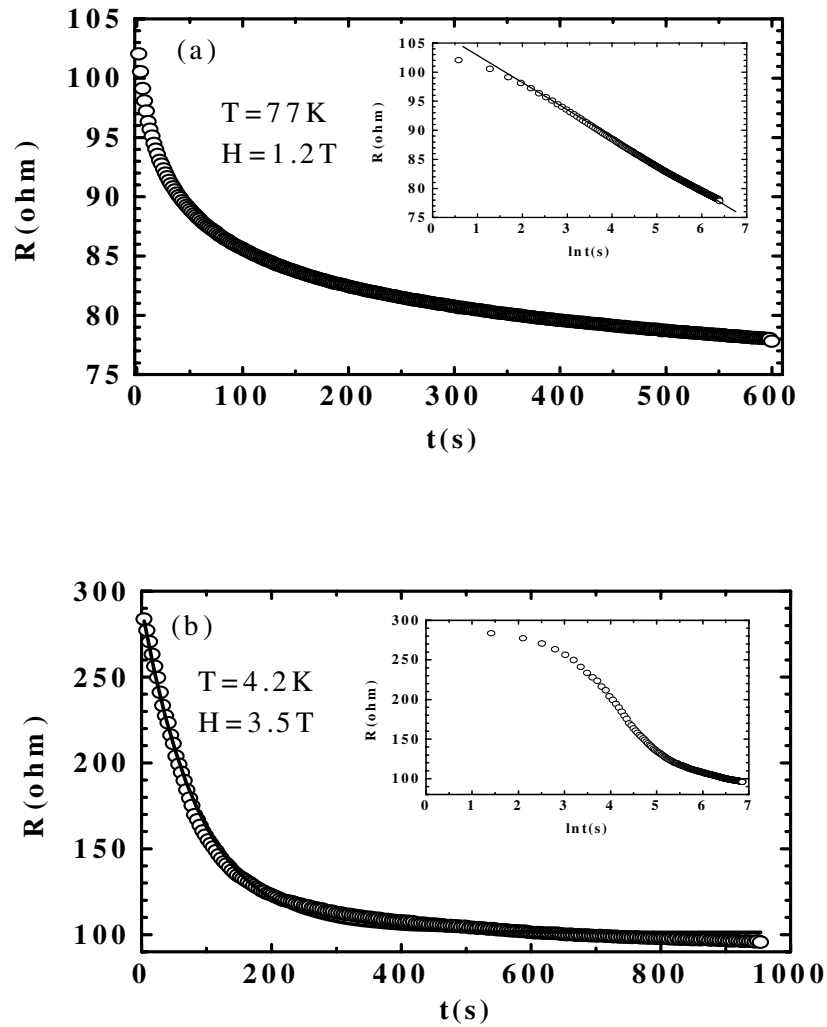 (a)
T=77K
H=1.2T
R(ohm)
105
100
95
90
85
80
75
0 100 200 300 400 500 600
t(s)
R(ohm)
105
100
95
90
85
80
75
0 1 2 3 4 5 6 7
lnt(s)
(b)
T=4.2K
H=3.5T
R(ohm)
300
250
200
150
100
0 200 400 600 800 1000
t(s)
R(ohm)
300
250
200
150
100
0 1 2 3 4 5 6 7
lnt(s)